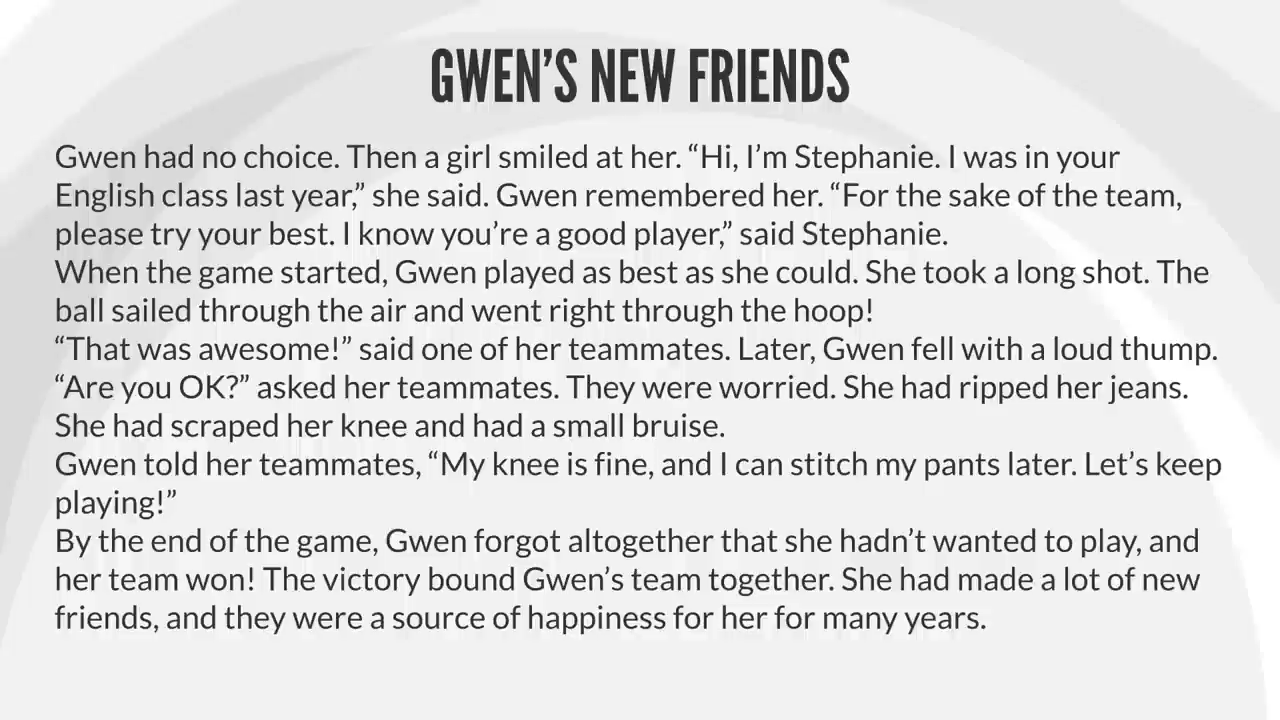 GWEN’S NEW FRIENDS
Gwen had no choice. Then a girl smiled at her. “Hi, I’m Stephanie. I was in your
English class last year,” she said. Gwen remembered her. “For the sake of the team,
please try your best. I know you’re a good player,” said Stephanie.
When the game started, Gwen played as best as she could. She took a long shot. The
ball sailed through the air and went right through the hoop!
“That was awesome!” said one of her teammates. Later, Gwen fell with a loud thump.
“Are you OK?” asked her teammates. They were worried. She had ripped her jeans.
She had scraped her knee and had a small bruise.
Gwen told her teammates, “My knee is fine, and I can stitch my pants later. Let’s keep
playing!”
By the end of the game, Gwen forgot altogether that she hadn’t wanted to play, and
her team won! The victory bound Gwen’s team together. She had made a lot of new
friends, and they were a source of happiness for her for many years.